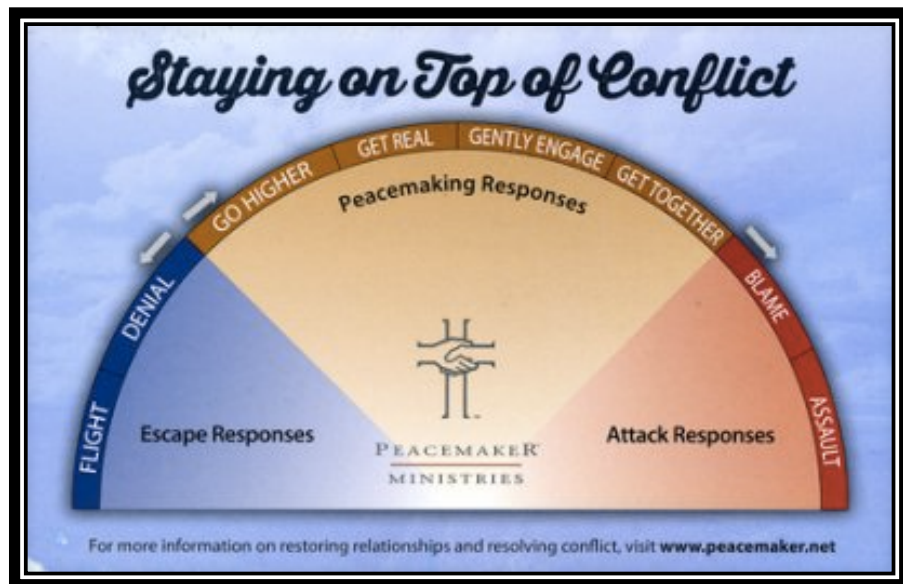 Staying on Top of Conflict
FLIGHT
DENIAL
GO HIGHER
GET REAL
GENTLY ENGAGE
GET TOGETHER
BLAME
ASSAULT
Peacemaking Responses
Escape Responses
Attack Responses
PEACEMAKER®
MINISTRIES
For more information on restoring relationships and resolving conflict, visit www.peacemaker.net